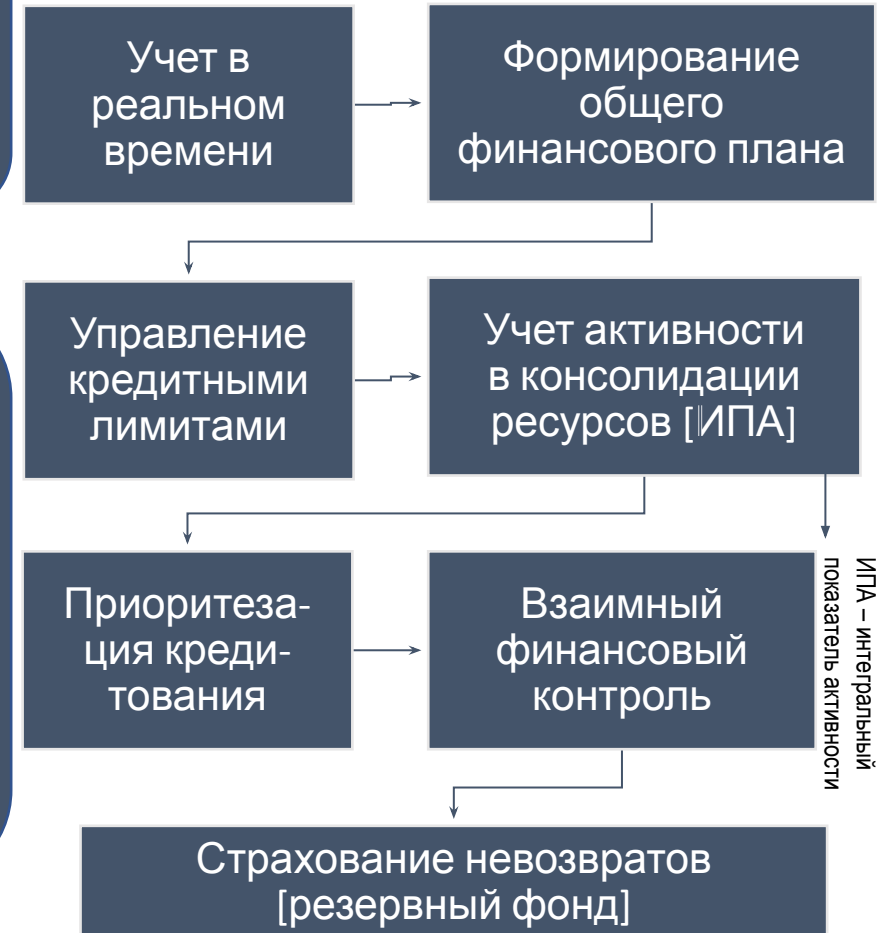 Учет в
реальном
времени
Формирование
общего
финансового плана
Управление
кредитными
лимитами
Учет активности
в консолидации
ресурсов [ИПА]
ИПА – интегральный
показатель активности
Приоритеза-
ция креди-
тования
Взаимный
финансовый
контроль
Страхование невозвратов
[резервный фонд]